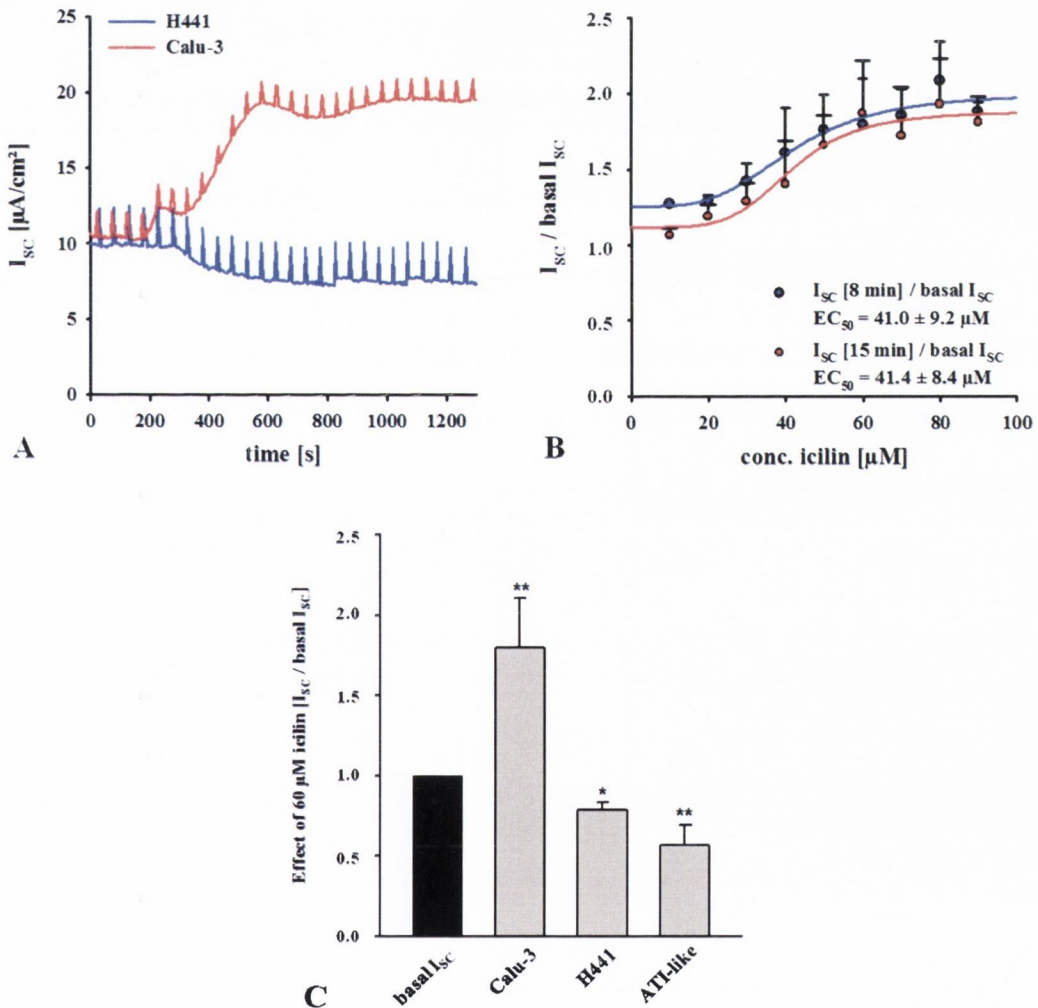 H441
Calu-3
I_SC [µA/cm²]
25
20
15
10
5
0
0 200 400 600 800 1000 1200
time [s]
A
I_SC / basal I_SC
2.5
2.0
1.5
1.0
0.5
0.0
I_SC [8 min] / basal I_SC
EC_50 = 41.0 ± 9.2 µM
I_SC [15 min] / basal I_SC
EC_50 = 41.4 ± 8.4 µM
0 20 40 60 80 100
conc. icilin [µM]
B
Effect of 60 µM icilin [I_SC / basal I_SC]
2.5
2.0
1.5
1.0
0.5
0.0
**
*
**
basal I_SC
Calu-3
H441
ATI-like
C